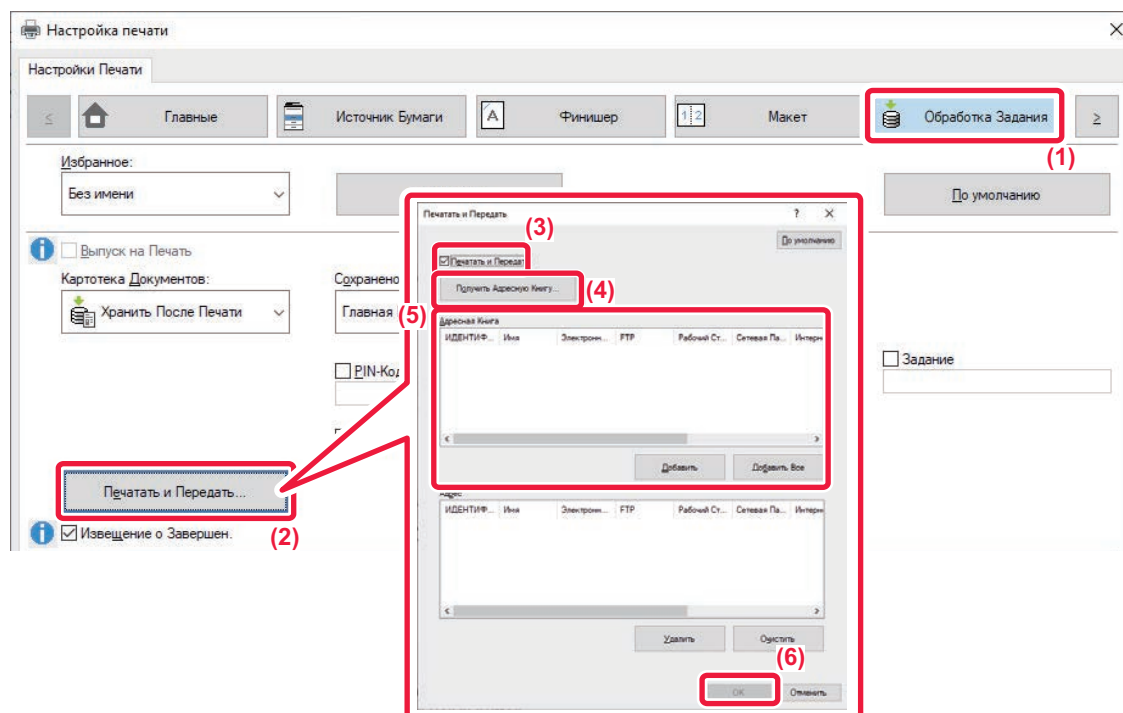 Настройка печати
Настройки Печати
Главные
Источник Бумаги
Финишер
Макет
Обработка Задания
(1)
Избранное:
Без имени
По умолчанию
Выпуск на Печать
Картотека Документов:
Хранить После Печати
Сохранено
Главная
PIN-Код
Задание
Печатать и Передать...
(2)
Извещение о Завершен.
Печатать и Передать
(3)
По умолчанию
Печатать и Передат
Получить Адресную Книгу...
(4)
(5)
Адресная Книга
ИДЕНТИФ... Имя Электронн... FTP Рабочий Ст... Сетевая Па... Интерн
Добавить
Добавить Все
Адрес
ИДЕНТИФ... Имя Электронн... FTP Рабочий Ст... Сетевая Па... Интерн
Удалить
Очистить
(6)
OK
Отменить